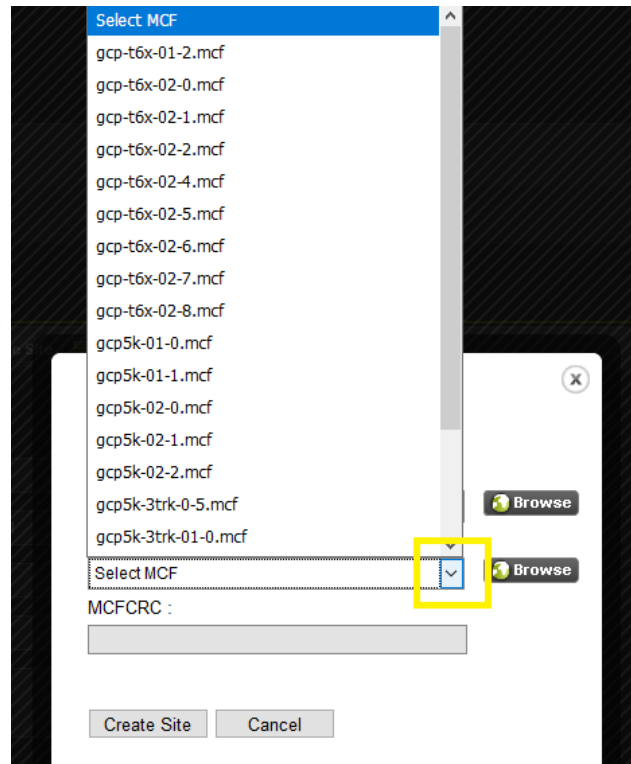 Select MCF
gcp-t6x-01-2.mcf
gcp-t6x-02-0.mcf
gcp-t6x-02-1.mcf
gcp-t6x-02-2.mcf
gcp-t6x-02-4.mcf
gcp-t6x-02-5.mcf
gcp-t6x-02-6.mcf
gcp-t6x-02-7.mcf
gcp-t6x-02-8.mcf
gcp5k-01-0.mcf
gcp5k-01-1.mcf
gcp5k-02-0.mcf
gcp5k-02-1.mcf
gcp5k-02-2.mcf
gcp5k-3trk-0-5.mcf
Browse
gcp5k-3trk-01-0.mcf
Select MCF
Browse
MCFCRC :
Create Site Cancel